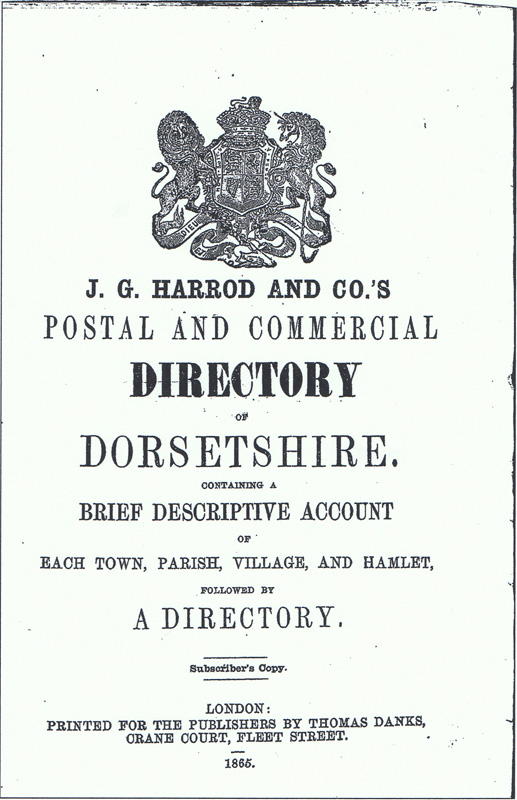 DIEU
ET
J. G. HARROD AND CO.'S
POSTAL AND COMMERCIAL
DIRECTORY
OF
DORSETSHIRE.
CONTAINING A
BRIEF DESCRIPTIVE ACCOUNT
OF
EACH TOWN, PARISH, VILLAGE, AND HAMLET,
FOLLOWED BY
A DIRECTORY.
Subscriber's Copy.
LONDON:
PRINTED FOR THE PUBLISHERS BY THOMAS DANKS,
CRANE COURT, FLEET STREET.
1865.